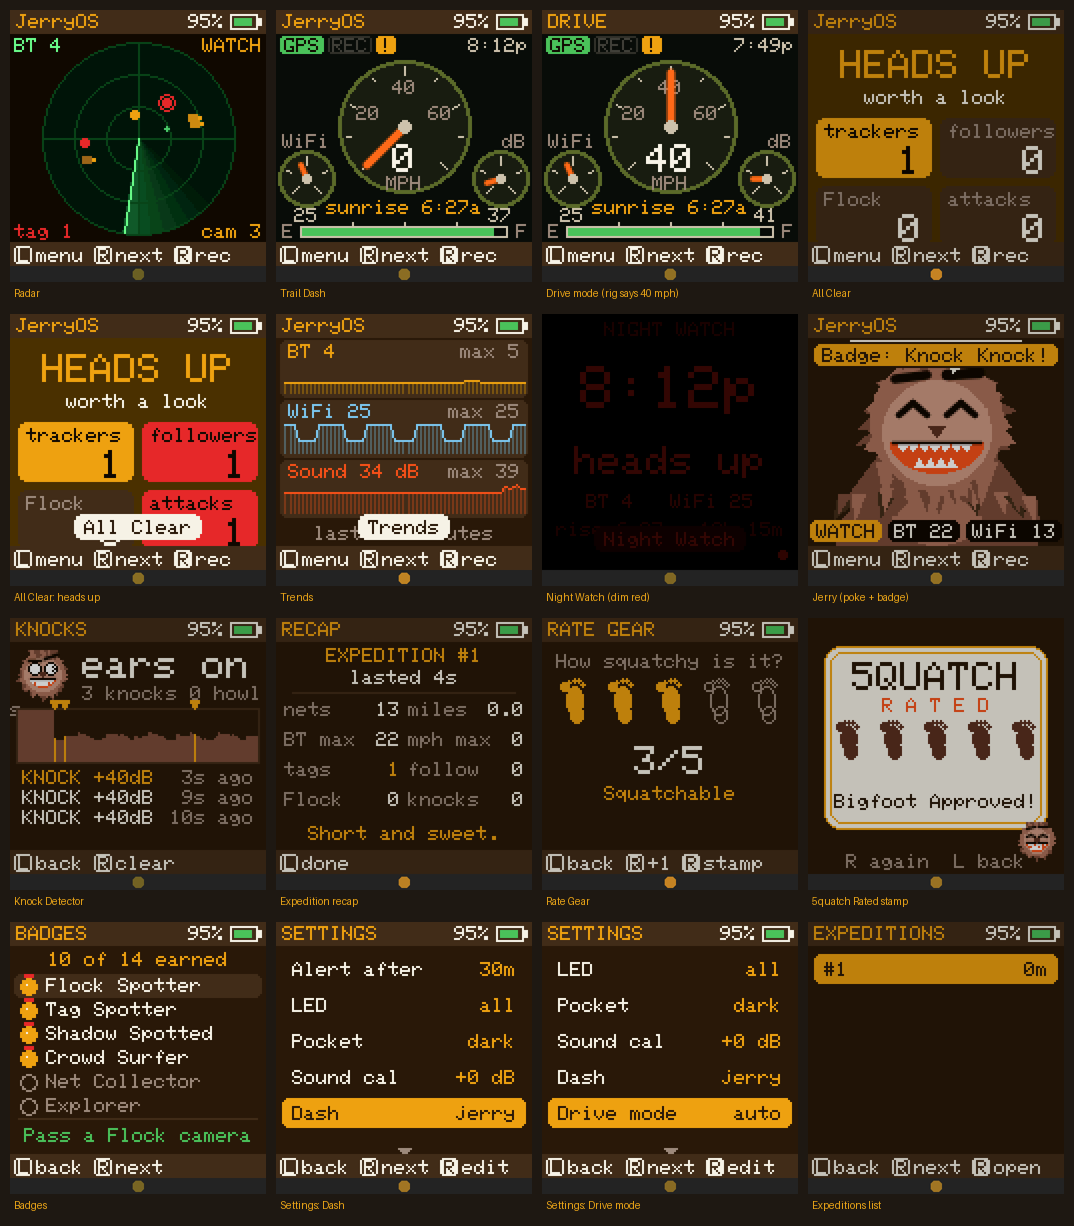 JerryOS 95%
BT 4 WATCH
tag 1 cam 3
L menu R next R rec
Radar
JerryOS 95%
GPS REC ! 8:12p
20 40 60
WiFi dB
0
MPH
sunrise 6:27a
25 37
E F
L menu R next R rec
Trail Dash
DRIVE 95%
GPS REC ! 7:49p
20 40 60
WiFi dB
40
MPH
sunrise 6:27a
25 41
E F
L menu R next R rec
Drive mode (rig says 40 mph)
JerryOS 95%
HEADS UP
worth a look
trackers followers
1 0
Flock attacks
0 0
L menu R next R rec
All Clear
JerryOS 95%
HEADS UP
worth a look
trackers followers
1 1
Flock attacks
1
All Clear
L menu R next R rec
All Clear: heads up
JerryOS 95%
BT 4 max 5
WiFi 25 max 25
Sound 34 dB max 39
Trends
L menu R next R rec
Trends
NIGHT WATCH
8:12p
heads up
BT 4 WiFi 25
15m
Night Watch
Night Watch (dim red)
JerryOS 95%
Badge: Knock Knock!
WATCH BT 22 WiFi 13
L menu R next R rec
Jerry (poke + badge)
KNOCKS 95%
ears on
3 knocks 0 howl
s
KNOCK +40dB 3s ago
KNOCK +40dB 9s ago
KNOCK +40dB 10s ago
L back R clear
Knock Detector
RECAP 95%
EXPEDITION #1
lasted 4s
nets 13 miles 0.0
BT max 22 mph max 0
tags 1 follow 0
Flock 0 knocks 0
Short and sweet.
L done
Expedition recap
RATE GEAR 95%
How squatchy is it?
3/5
Squatchable
L back R +1 R stamp
Rate Gear
5QUATCH
RATED
Bigfoot Approved!
R again L back
5quatch Rated stamp
BADGES 95%
10 of 14 earned
Flock Spotter
Tag Spotter
Shadow Spotted
Crowd Surfer
Net Collector
Explorer
Pass a Flock camera
L back R next
Badges
SETTINGS 95%
Alert after 30m
LED all
Pocket dark
Sound cal +0 dB
Dash jerry
L back R next R edit
Settings: Dash
SETTINGS 95%
LED all
Pocket dark
Sound cal +0 dB
Dash jerry
Drive mode auto
L back R next R edit
Settings: Drive mode
EXPEDITIONS 95%
#1 0m
L back R next R open
Expeditions list